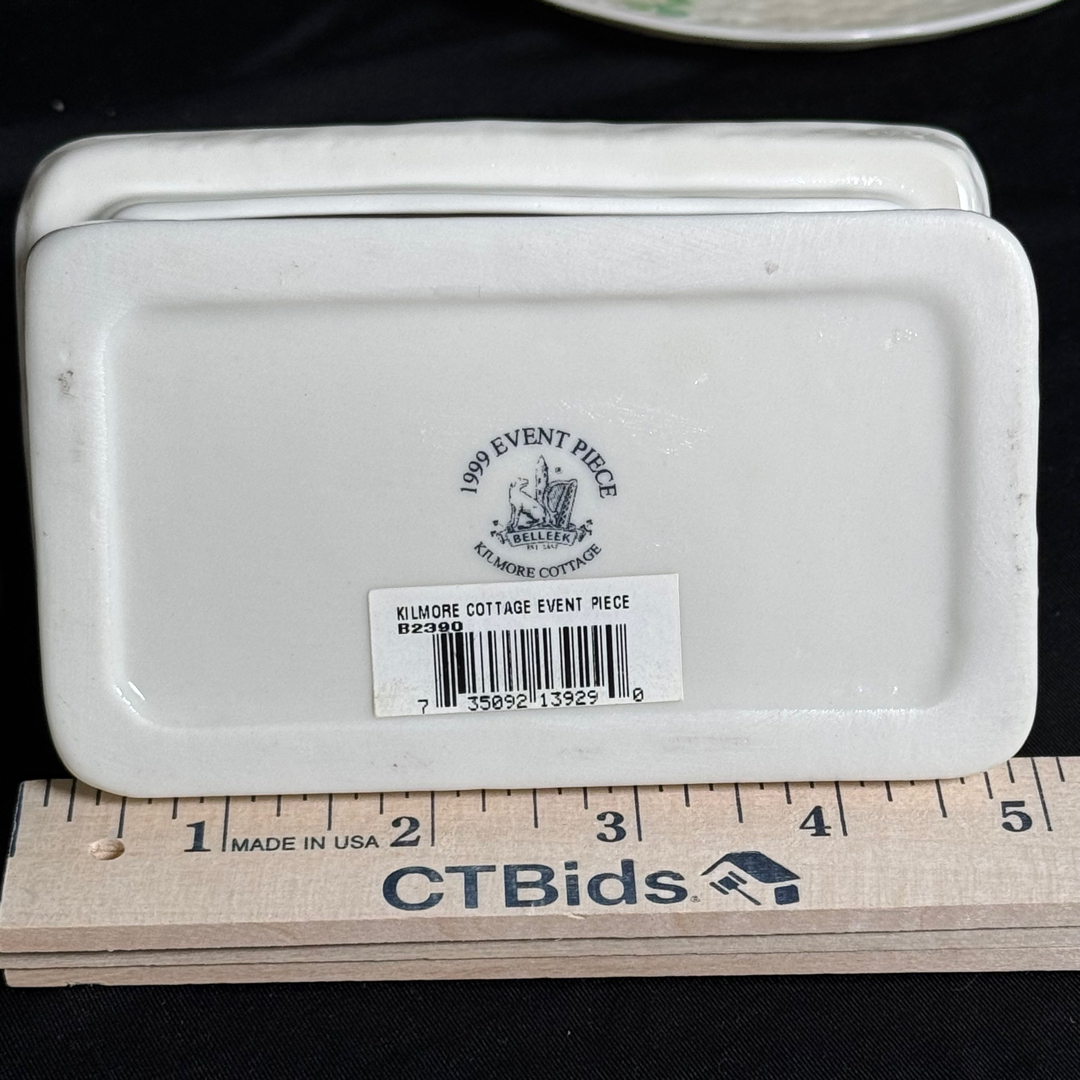 1999 EVENT PIECE
BELLEEK
KILMORE COTTAGE
KILMORE COTTAGE EVENT PIECE
B2390
7 35092 13929 0
1 MADE IN USA 2 3 4 5
CTBids